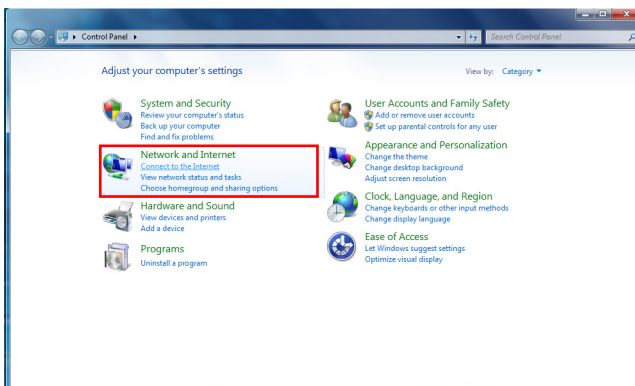 Control Panel
Search Control Panel
Adjust your computer's settings
View by: Category
System and Security
Review your computer's status
Back up your computer
Find and fix problems
Network and Internet
Connect to the Internet
View network status and tasks
Choose homegroup and sharing options
Hardware and Sound
View devices and printers
Add a device
Programs
Uninstall a program
User Accounts and Family Safety
Add or remove user accounts
Set up parental controls for any user
Appearance and Personalization
Change the theme
Change desktop background
Adjust screen resolution
Clock, Language, and Region
Change keyboards or other input methods
Change display language
Ease of Access
Let Windows suggest settings
Optimize visual display